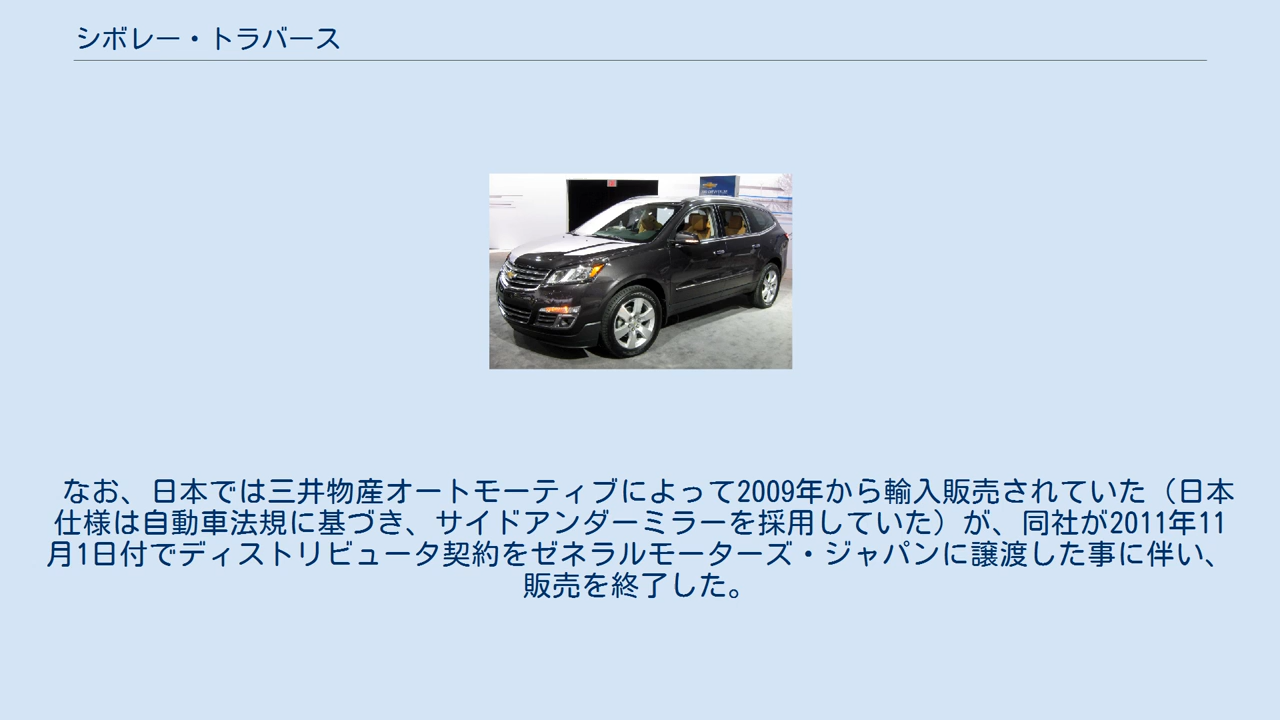 シボレー・トラバース
なお、日本では三井物産オートモーティブによって2009年から輸入販売されていた（日本
仕様は自動車法規に基づき、サイドアンダーミラーを採用していた）が、同社が2011年11
月1日付でディストリビュータ契約をゼネラルモーターズ・ジャパンに譲渡した事に伴い、
販売を終了した。